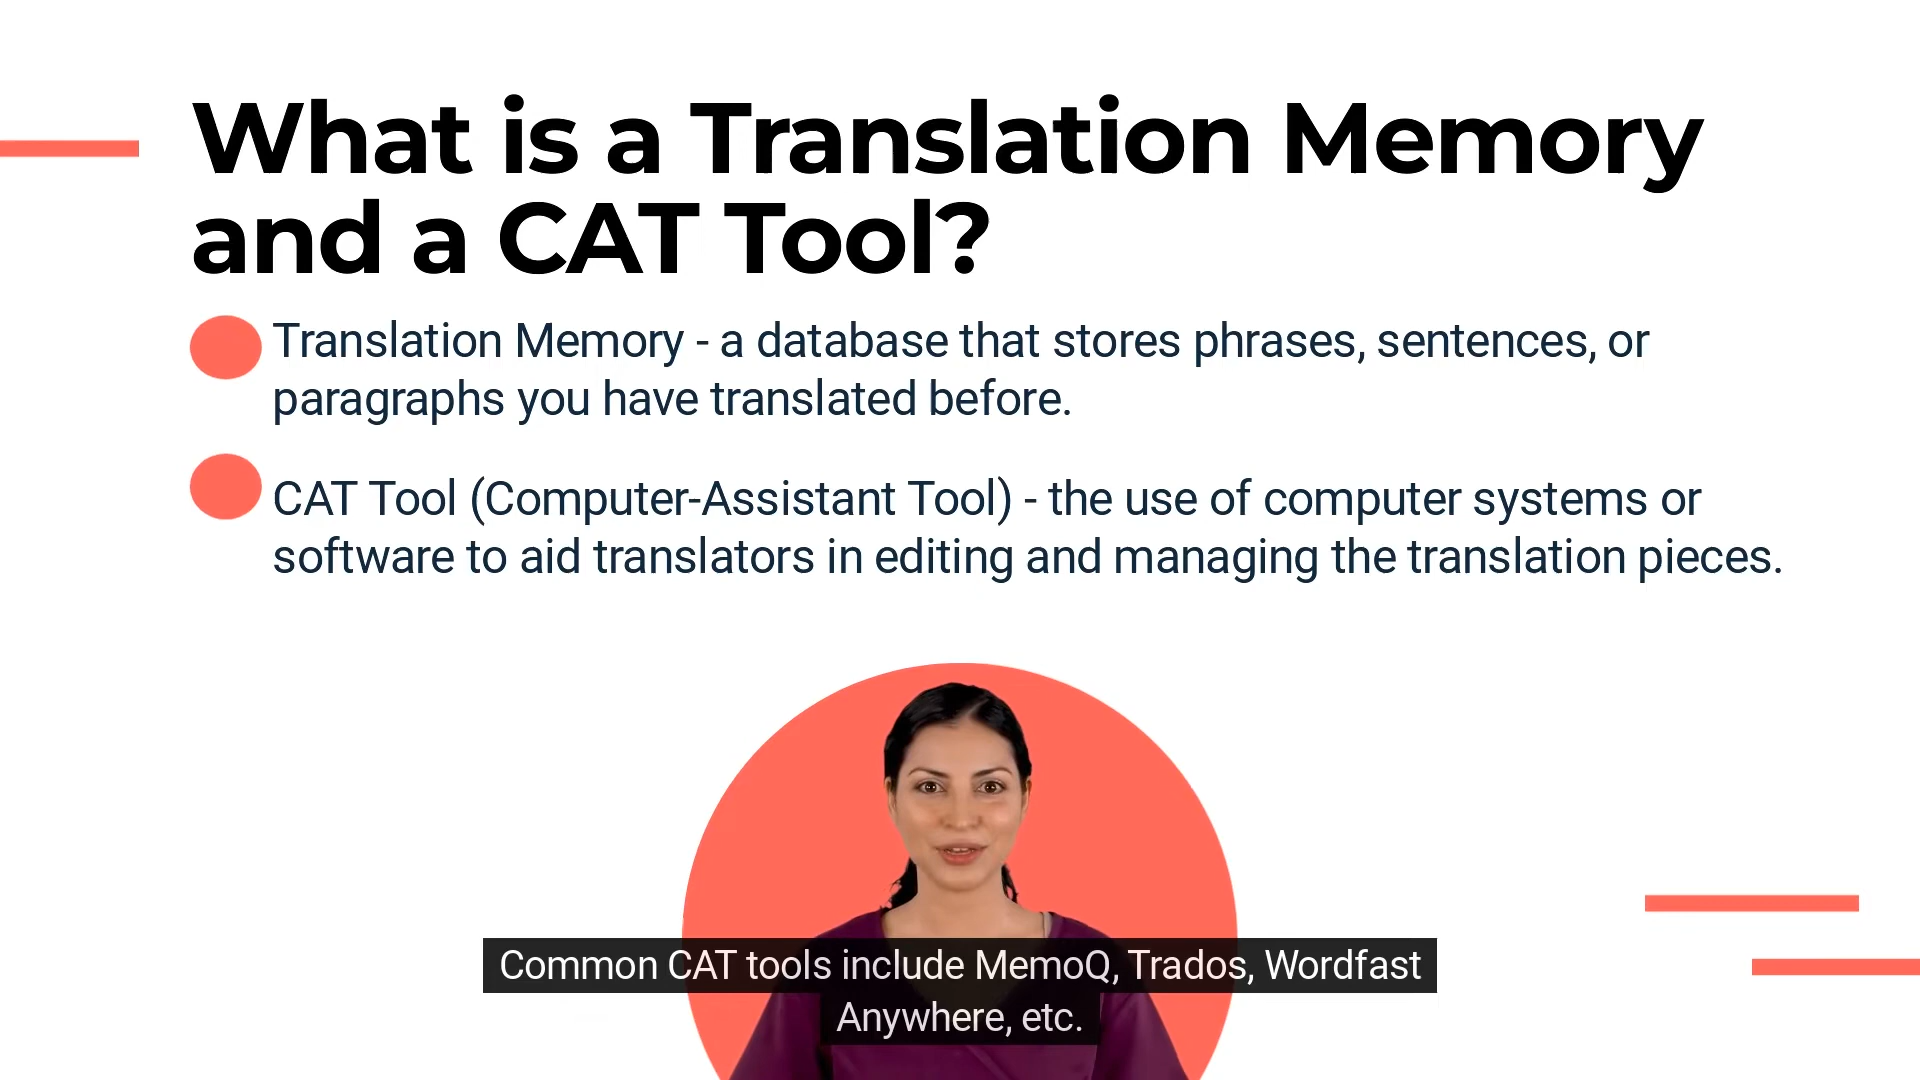 What is a Translation Memory
and a CAT Tool?
Translation Memory - a database that stores phrases, sentences, or
paragraphs you have translated before.
CAT Tool (Computer-Assistant Tool) - the use of computer systems or
software to aid translators in editing and managing the translation pieces.
Common CAT tools include MemoQ, Trados, Wordfast
Anywhere, etc.